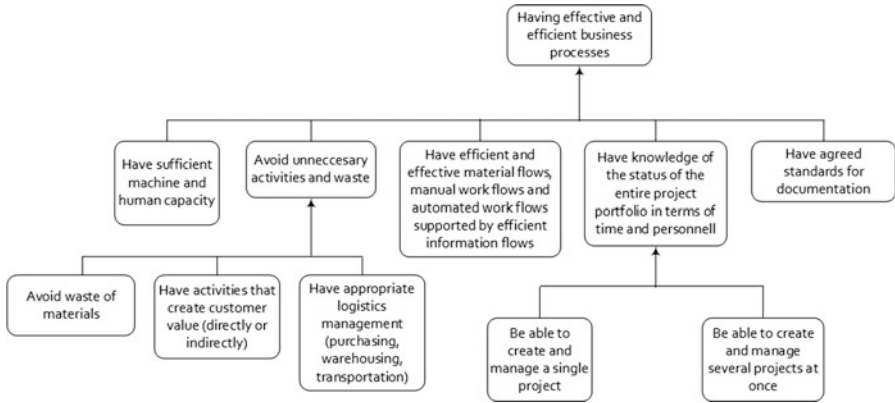 Having effective and
efficient business
processes
Have sufficient
machine and
human capacity
Avoid unneccesary
activities and waste
Have efficient and
effective material flows,
manual work flows and
automated work flows
supported by efficient
information flows
Have knowledge of
the status of the
entire project
portfolio in terms of
time and personnell
Have agreed
standards for
documentation
Avoid waste of
materials
Have activities that
create customer
value (directly or
indirectly)
Have appropriate
logistics
management
(purchasing,
warehousing,
transportation)
Be able to
create and
manage a single
project
Be able to create
and manage
several projects at
once